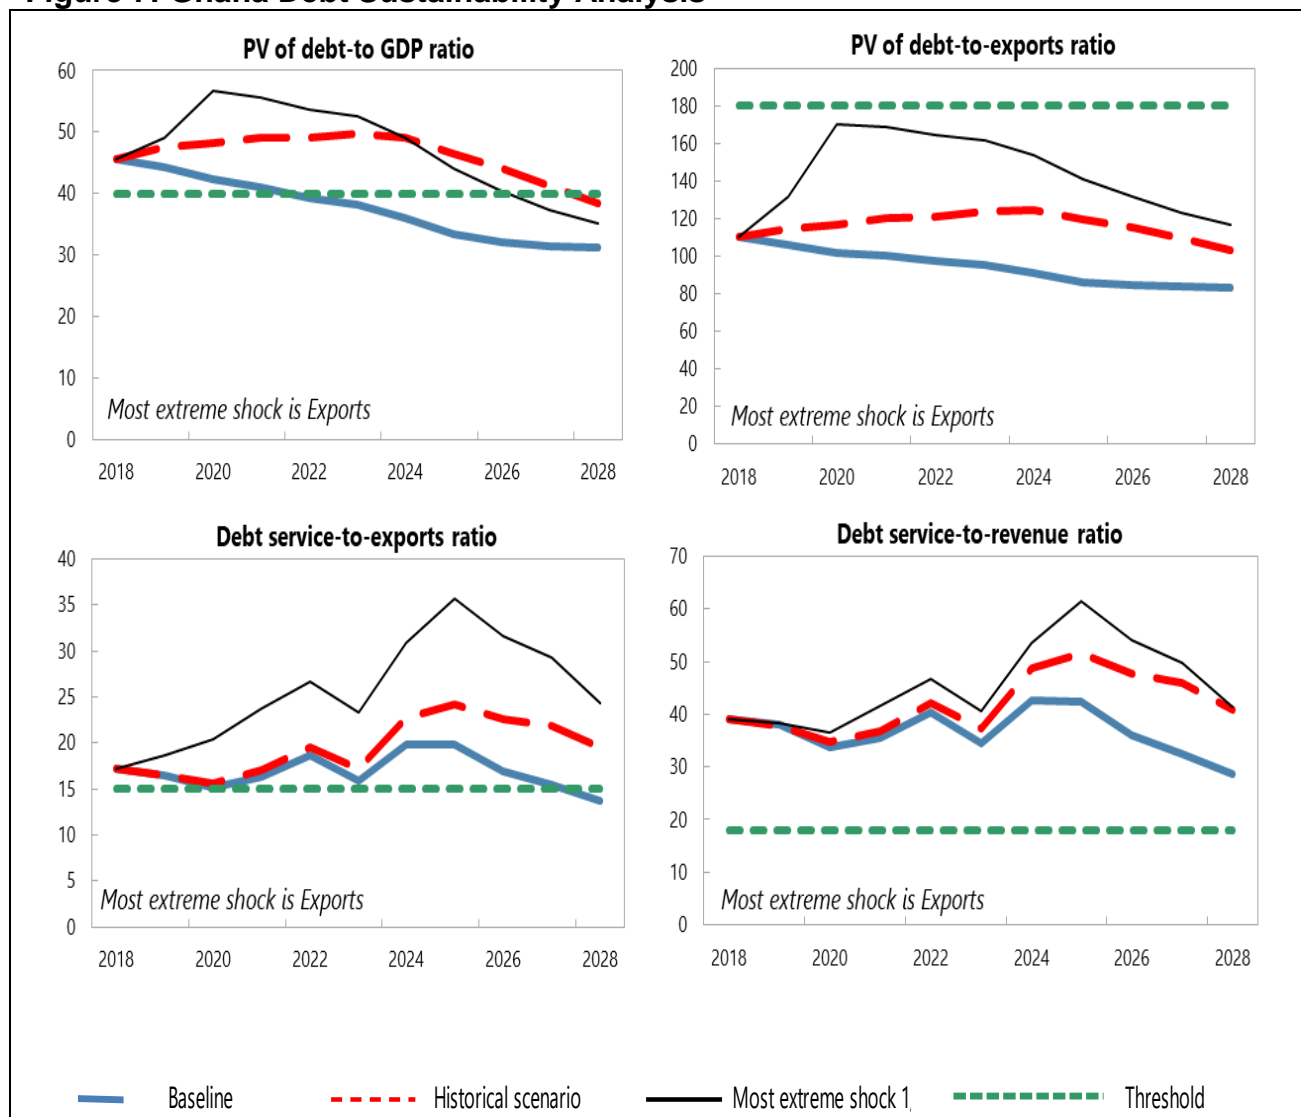 PV of debt-to GDP ratio
60
50
40
30
20
10
0
Most extreme shock is Exports
2018 2020 2022 2024 2026 2028
PV of debt-to-exports ratio
200
180
160
140
120
100
80
60
40
20
0
Most extreme shock is Exports
2018 2020 2022 2024 2026 2028
Debt service-to-exports ratio
40
35
30
25
20
15
10
5
0
Most extreme shock is Exports
2018 2020 2022 2024 2026 2028
Debt service-to-revenue ratio
70
60
50
40
30
20
10
0
Most extreme shock is Exports
2018 2020 2022 2024 2026 2028
Baseline Historical scenario Most extreme shock 1 Threshold